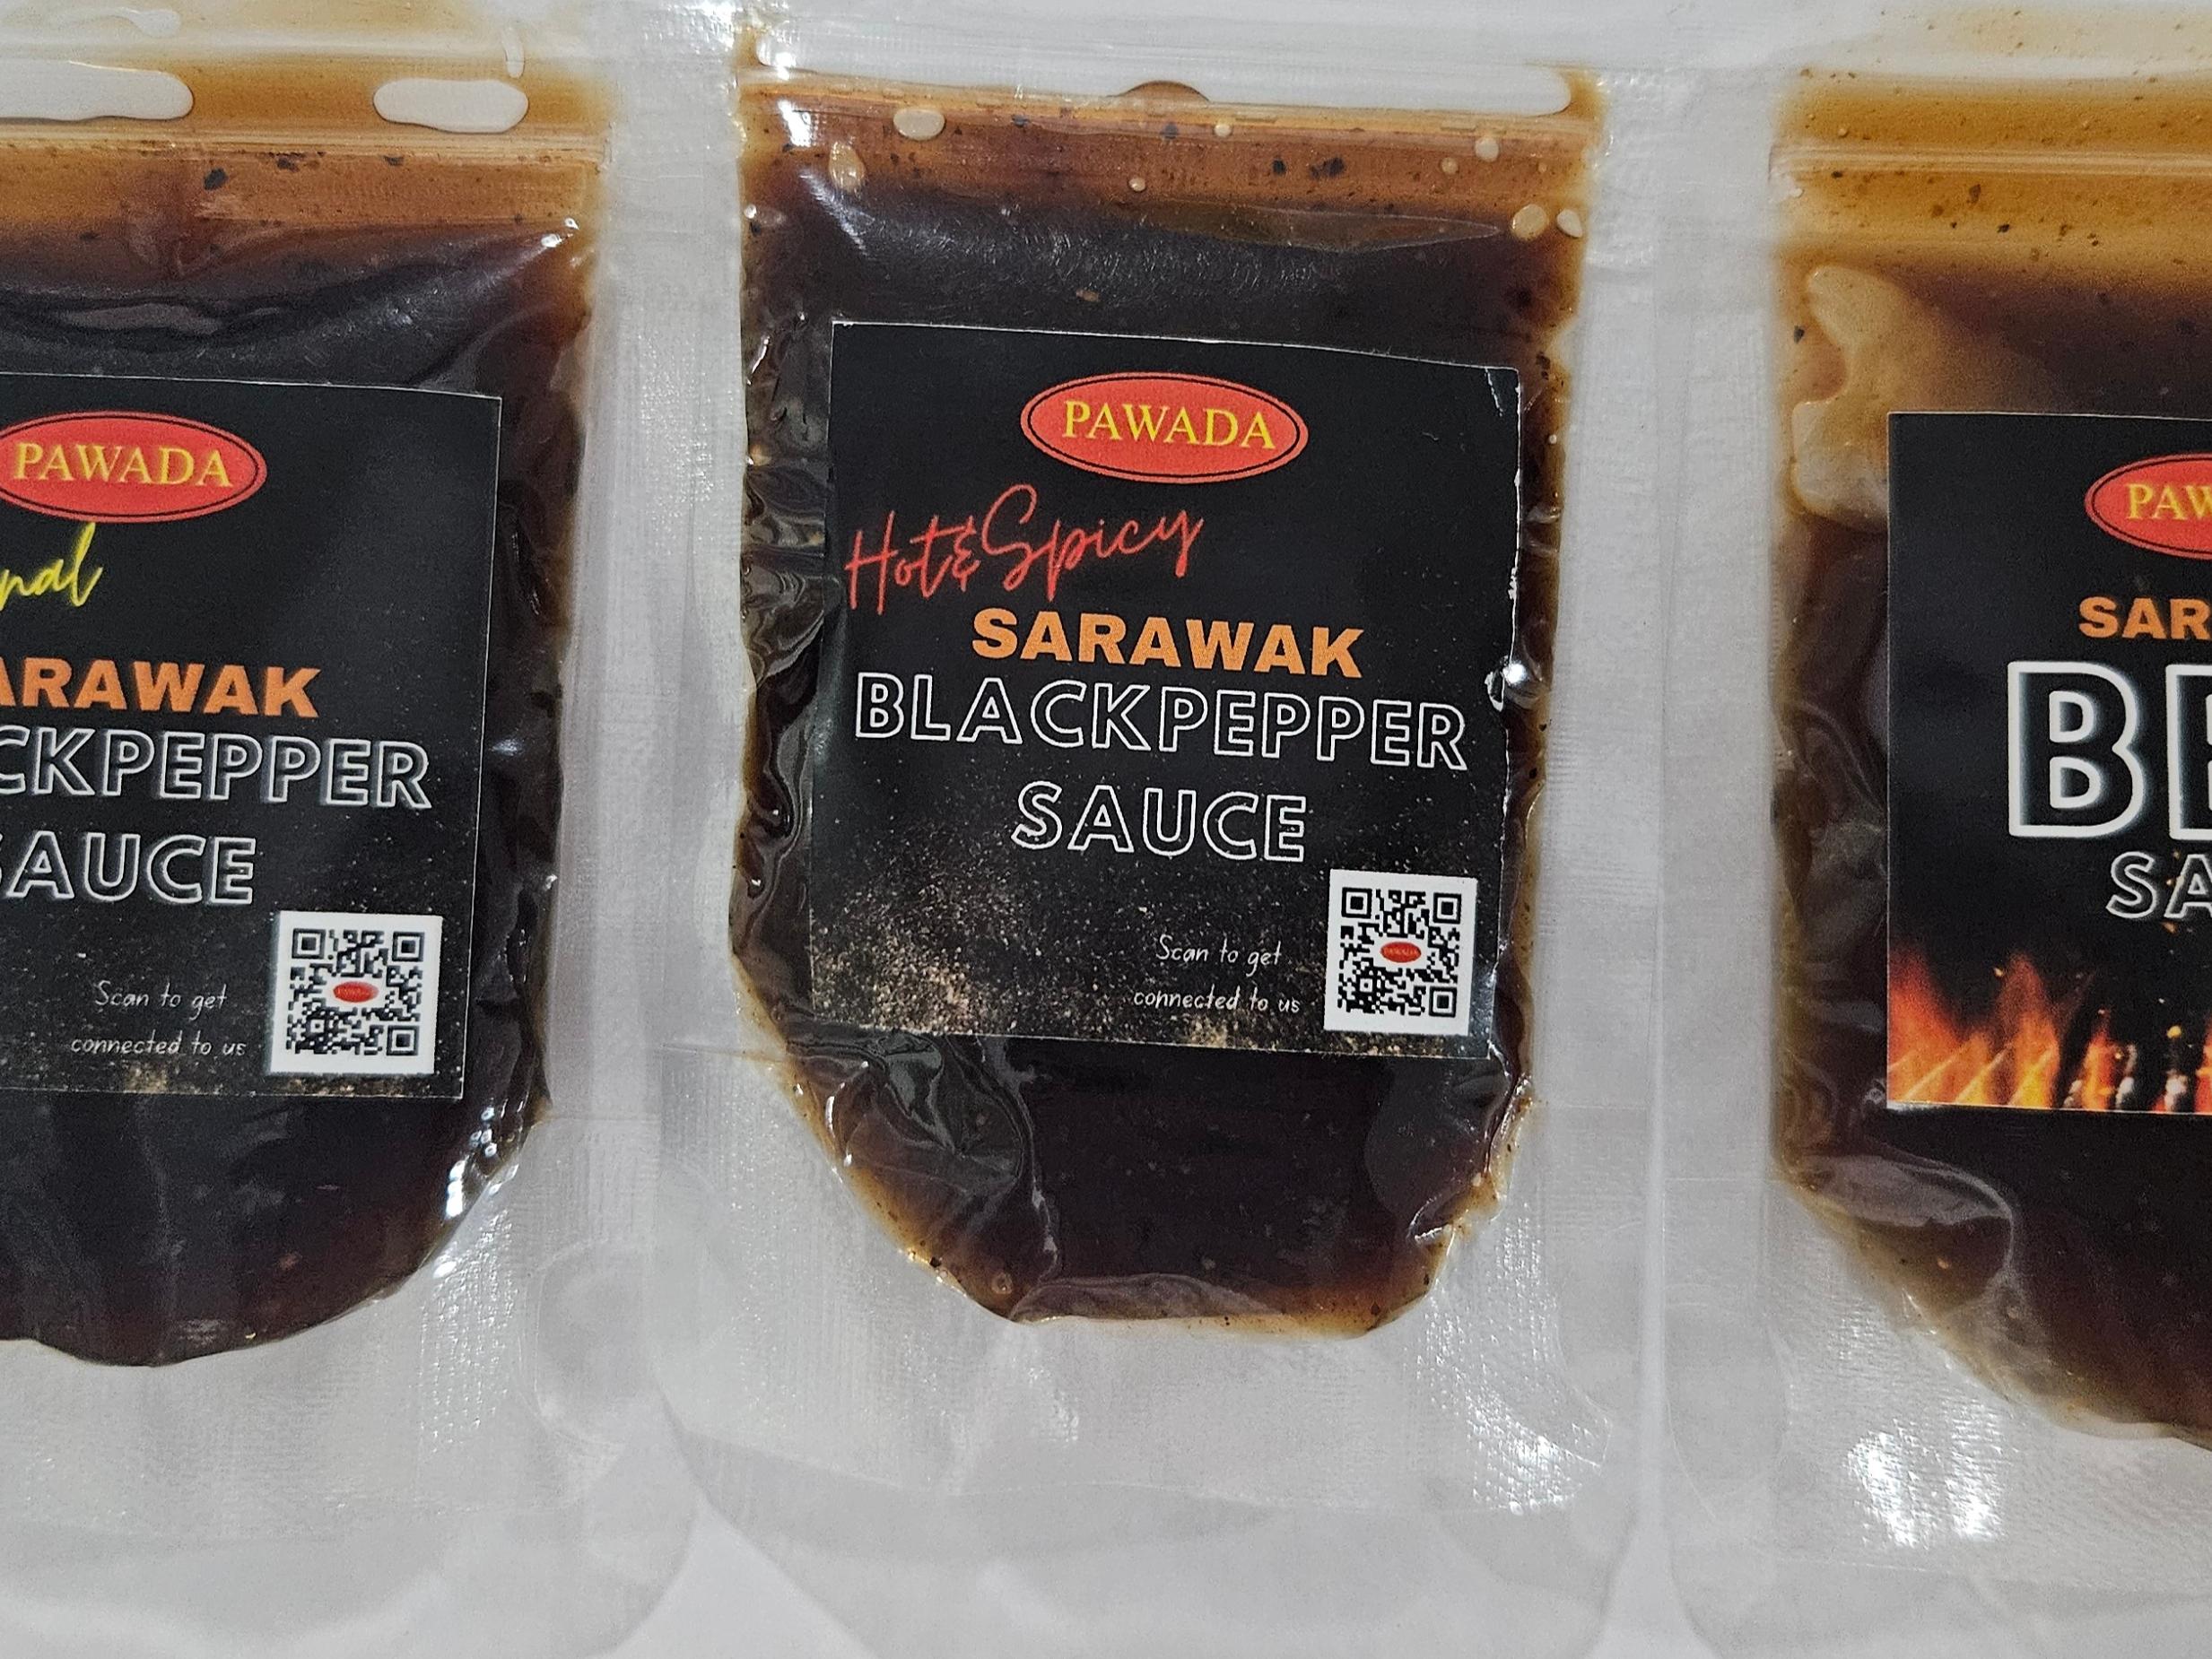 PAWADA
nal
ARAWAK
CKPEPPER
SAUCE
Scan to get
connected to us
PAWADA
Hot&Spicy
SARAWAK
BLACKPEPPER
SAUCE
Scan to get
connected to us
PAWADA
PAW
SAR
B
SA